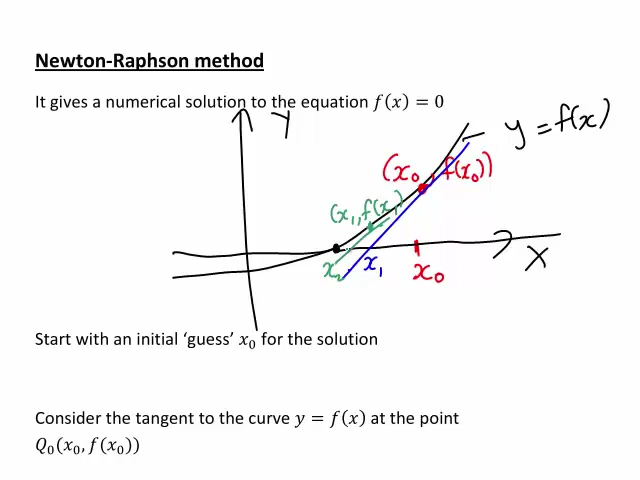 Newton-Raphson method
It gives a numerical solution to the equation f(x) = 0
Y
y = f(x)
(x₀, f(x₀))
(x₁, f(x₁)
x₂
x₁
x₀
X
Start with an initial ‘guess’ x₀ for the solution
Consider the tangent to the curve y = f(x) at the point
Q₀(x₀, f(x₀))